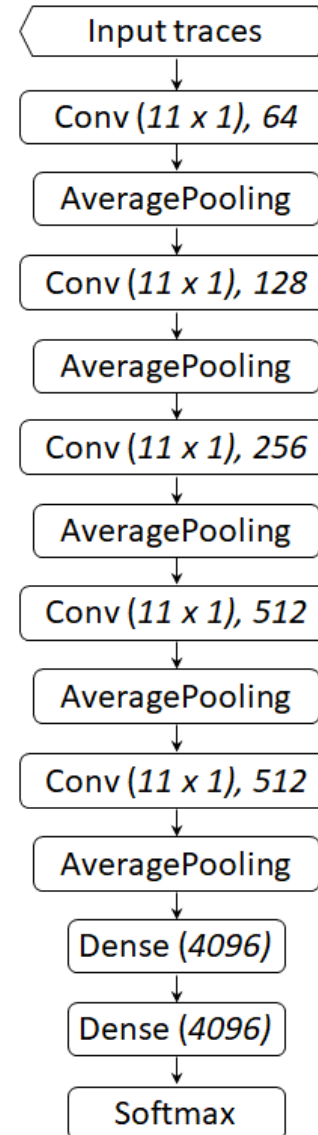 Input traces
Conv (11 x 1), 64
AveragePooling
Conv (11 x 1), 128
AveragePooling
Conv (11 x 1), 256
AveragePooling
Conv (11 x 1), 512
AveragePooling
Conv (11 x 1), 512
AveragePooling
Dense (4096)
Dense (4096)
Softmax